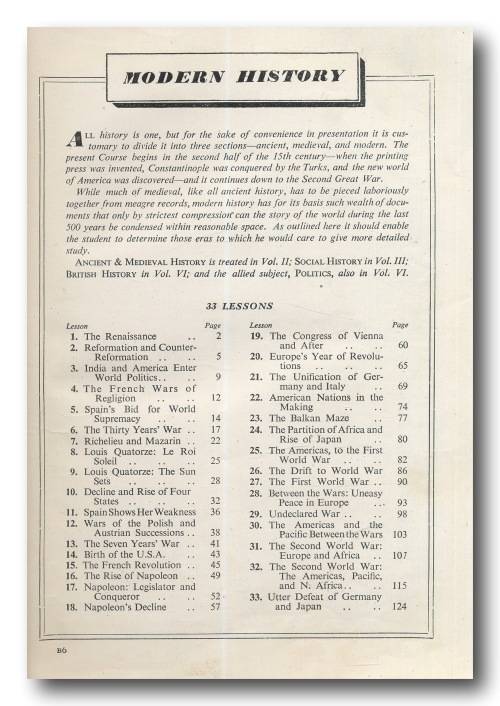 MODERN HISTORY
ALL history is one, but for the sake of convenience in presentation it is cus-
tomary to divide it into three sections—ancient, medieval, and modern. The
present Course begins in the second half of the 15th century—when the printing
press was invented, Constantinople was conquered by the Turks, and the new world
of America was discovered—and it continues down to the Second Great War.
While much of medieval, like all ancient history, has to be pieced laboriously
together from meagre records, modern history has for its basis such wealth of docu-
ments that only by strictest compression can the story of the world during the last
500 years be condensed within reasonable space. As outlined here it should enable
the student to determine those eras to which he would care to give more detailed
study.
ANCIENT & MEDIEVAL HISTORY is treated in Vol. II; SOCIAL HISTORY in Vol. III;
BRITISH HISTORY in Vol. VI; and the allied subject, POLITICS, also in Vol. VI.
33 LESSONS
Lesson Page
1. The Renaissance .. 2
2. Reformation and Counter-
Reformation .. .. 5
3. India and America Enter
World Politics .. .. 9
4. The French Wars of
Regligion .. .. 12
5. Spain's Bid for World
Supremacy .. .. 14
6. The Thirty Years' War .. 17
7. Richelieu and Mazarin .. 22
8. Louis Quatorze: Le Roi
Soleil .. .. .. 25
9. Louis Quatorze: The Sun
Sets .. .. .. 28
10. Decline and Rise of Four
States .. .. .. 32
11. Spain Shows Her Weakness 36
12. Wars of the Polish and
Austrian Successions .. 38
13. The Seven Years' War .. 41
14. Birth of the U.S.A. .. 43
15. The French Revolution .. 45
16. The Rise of Napoleon .. 49
17. Napoleon: Legislator and
Conqueror .. .. 52
18. Napoleon's Decline .. 57
Lesson Page
19. The Congress of Vienna
and After .. .. 60
20. Europe's Year of Revolu-
tions .. .. .. 65
21. The Unification of Ger-
many and Italy .. 69
22. American Nations in the
Making .. .. 74
23. The Balkan Maze .. 77
24. The Partition of Africa and
Rise of Japan .. 80
25. The Americas, to the First
World War .. .. 82
26. The Drift to World War 86
27. The First World War .. 90
28. Between the Wars: Uneasy
Peace in Europe ... 93
29. Undeclared War .. .. 98
30. The Americas and the
Pacific Between the Wars 103
31. The Second World War:
Europe and Africa .. 107
32. The Second World War:
The Americas, Pacific,
and N. Africa .. .. 115
33. Utter Defeat of Germany
and Japan .. .. 124
B6